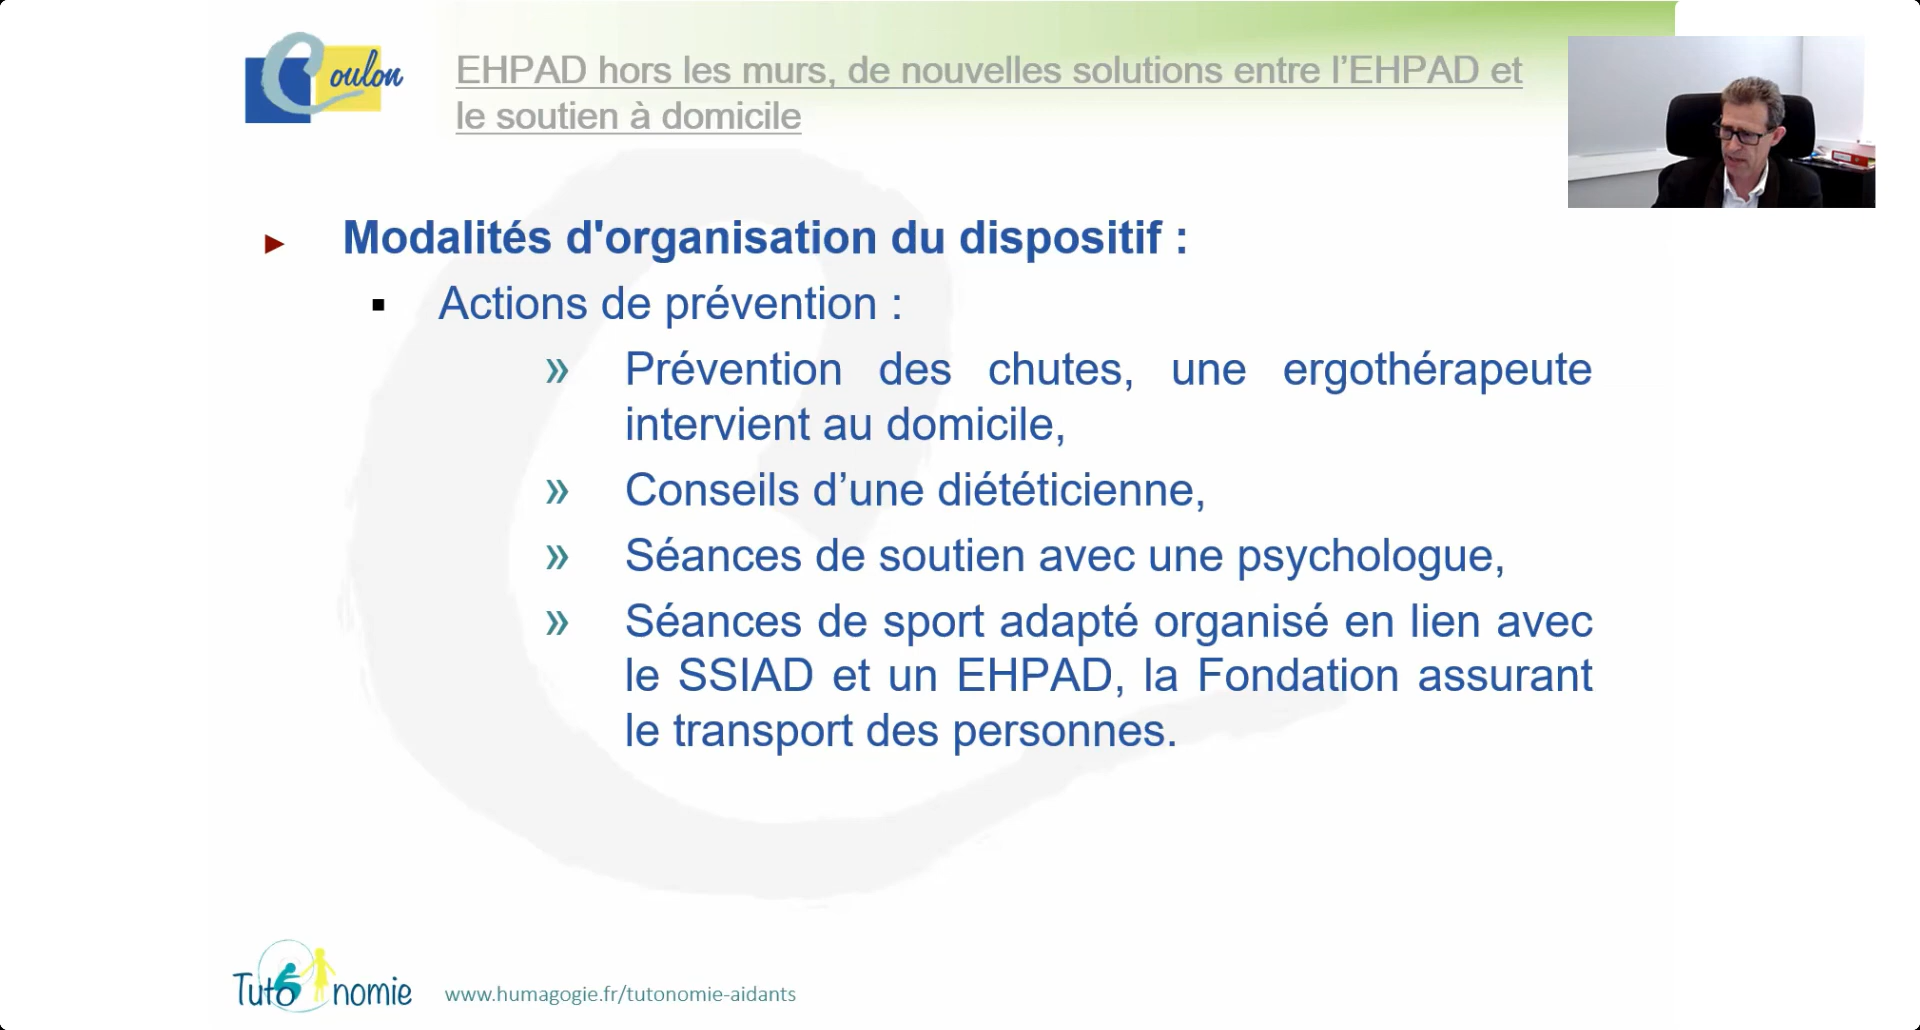 Coulon
EHPAD hors les murs, de nouvelles solutions entre l’EHPAD et
le soutien à domicile
► Modalités d'organisation du dispositif :
▪ Actions de prévention :
» Prévention des chutes, une ergothérapeute
intervient au domicile,
» Conseils d’une diététicienne,
» Séances de soutien avec une psychologue,
» Séances de sport adapté organisé en lien avec
le SSIAD et un EHPAD, la Fondation assurant
le transport des personnes.
Tutonomie
www.humagogie.fr/tutonomie-aidants